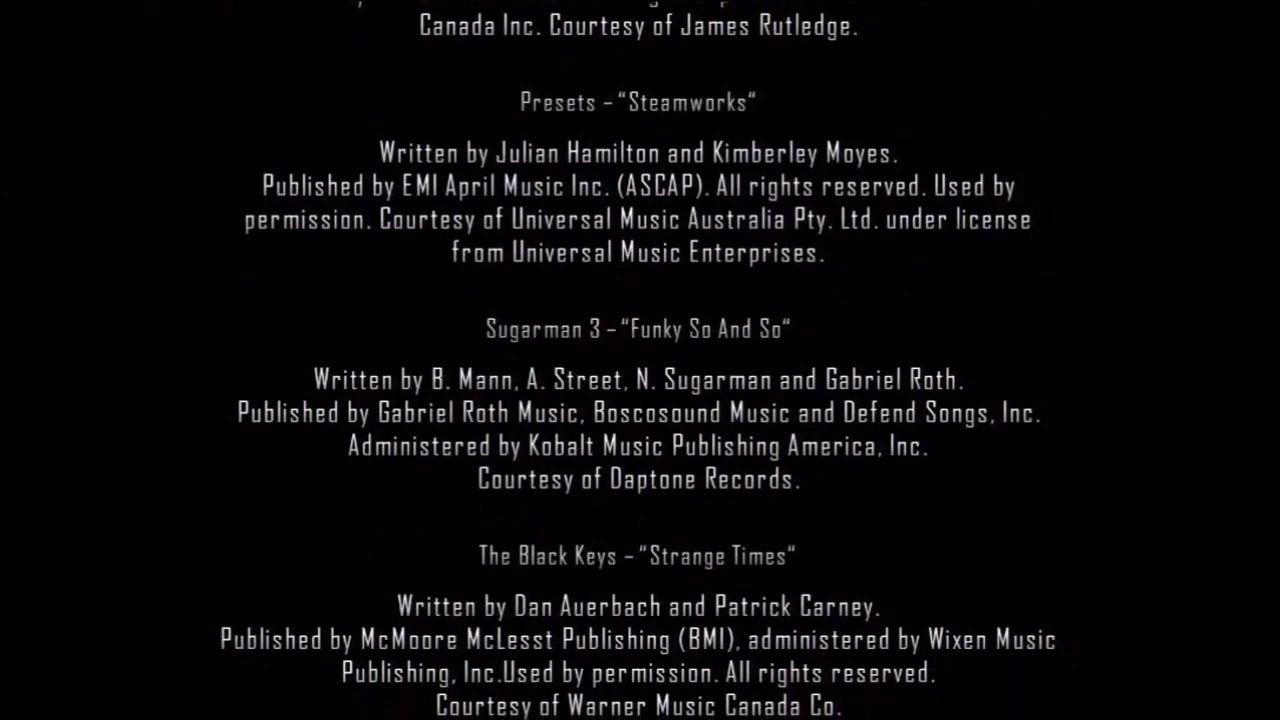 Canada Inc. Courtesy of James Rutledge.
Presets – “Steamworks“
Written by Julian Hamilton and Kimberley Moyes.
Published by EMI April Music Inc. (ASCAP). All rights reserved. Used by
permission. Courtesy of Universal Music Australia Pty. Ltd. under license
from Universal Music Enterprises.
Sugarman 3 – “Funky So And So“
Written by B. Mann, A. Street, N. Sugarman and Gabriel Roth.
Published by Gabriel Roth Music, Boscosound Music and Defend Songs, Inc.
Administered by Kobalt Music Publishing America, Inc.
Courtesy of Daptone Records.
The Black Keys – “Strange Times“
Written by Dan Auerbach and Patrick Carney.
Published by McMoore McLesst Publishing (BMI), administered by Wixen Music
Publishing, Inc.Used by permission. All rights reserved.
Courtesy of Warner Music Canada Co.